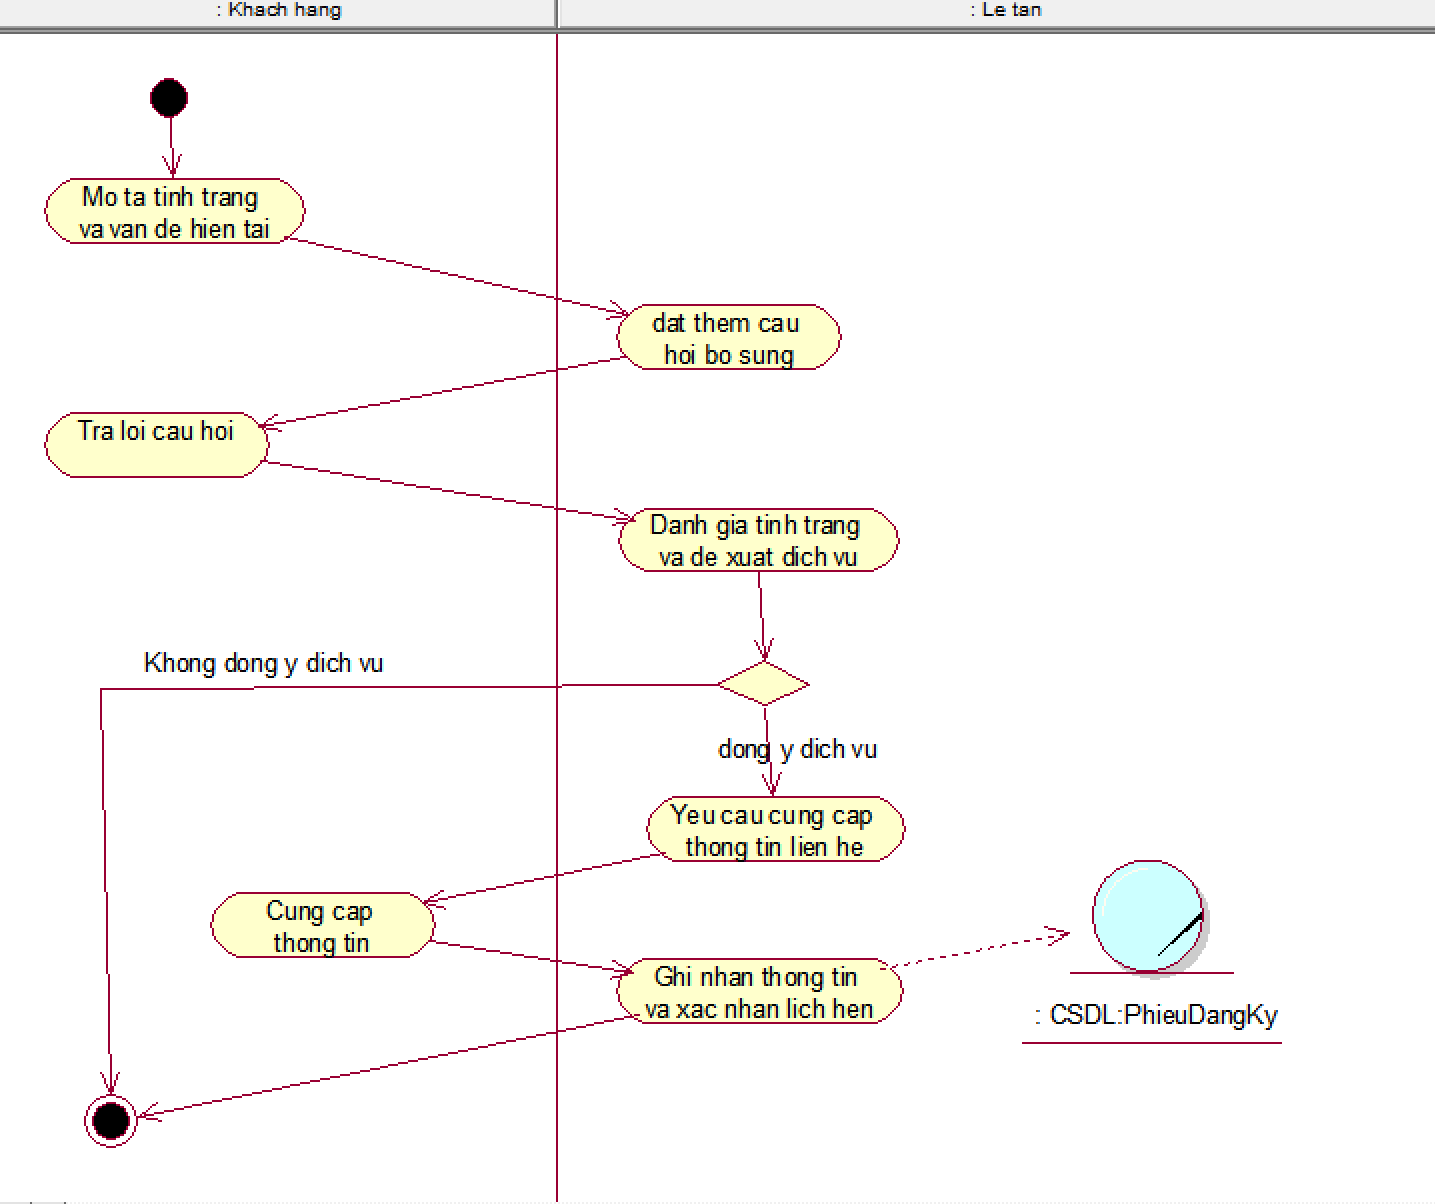 : Khach hang
: Le tan
Mo ta tinh trang
va van de hien tai
dat them cau
hoi bo sung
Tra loi cau hoi
Danh gia tinh trang
va de xuat dich vu
Khong dong y dich vu
dong y dich vu
Yeu cau cung cap
thong tin lien he
Cung cap
thong tin
Ghi nhan thong tin
va xac nhan lich hen
: CSDL:PhieuDangKy